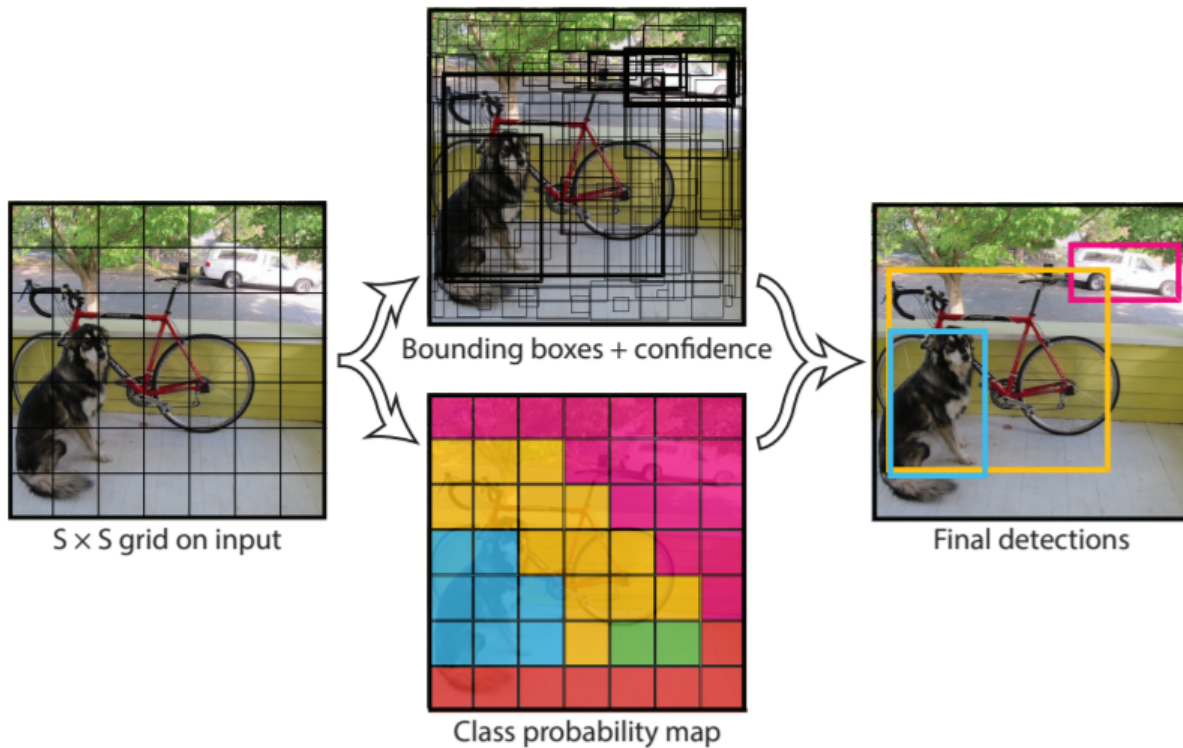 Bounding boxes + confidence
S × S grid on input
Final detections
Class probability map